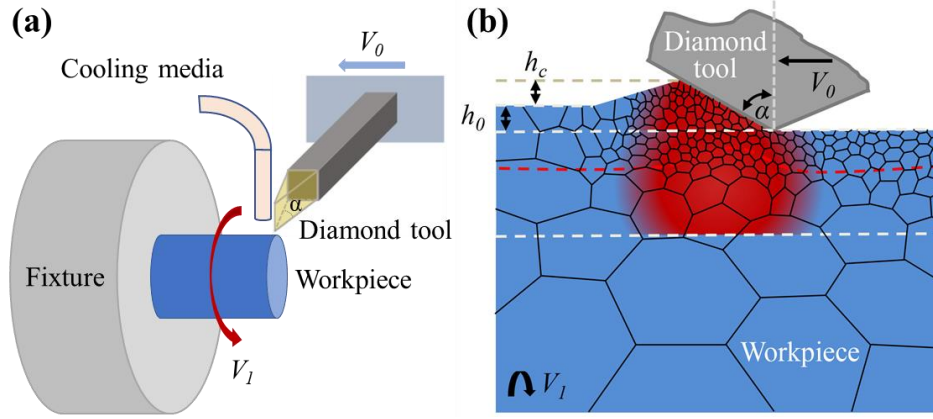 (a)
V0
Cooling media
α
Diamond tool
Fixture
Workpiece
V1
(b)
hc
h0
Diamond
tool
V0
α
Workpiece
V1